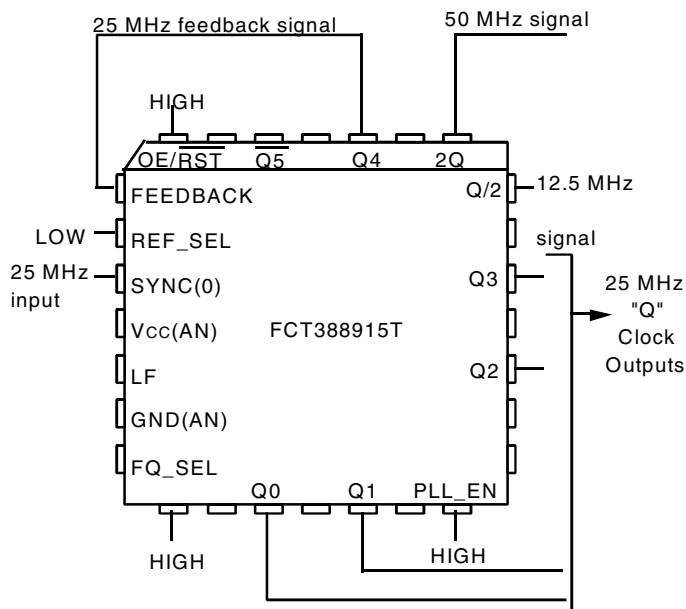 25 MHz feedback signal
50 MHz signal
HIGH
OE/RST
Q5
Q4
2Q
FEEDBACK
Q/2
12.5 MHz
signal
LOW
REF_SEL
25 MHz
input
SYNC(0)
Q3
25 MHz
"Q"
Clock
Outputs
VCC(AN)
FCT388915T
LF
Q2
GND(AN)
FQ_SEL
Q0
Q1
PLL_EN
HIGH
HIGH